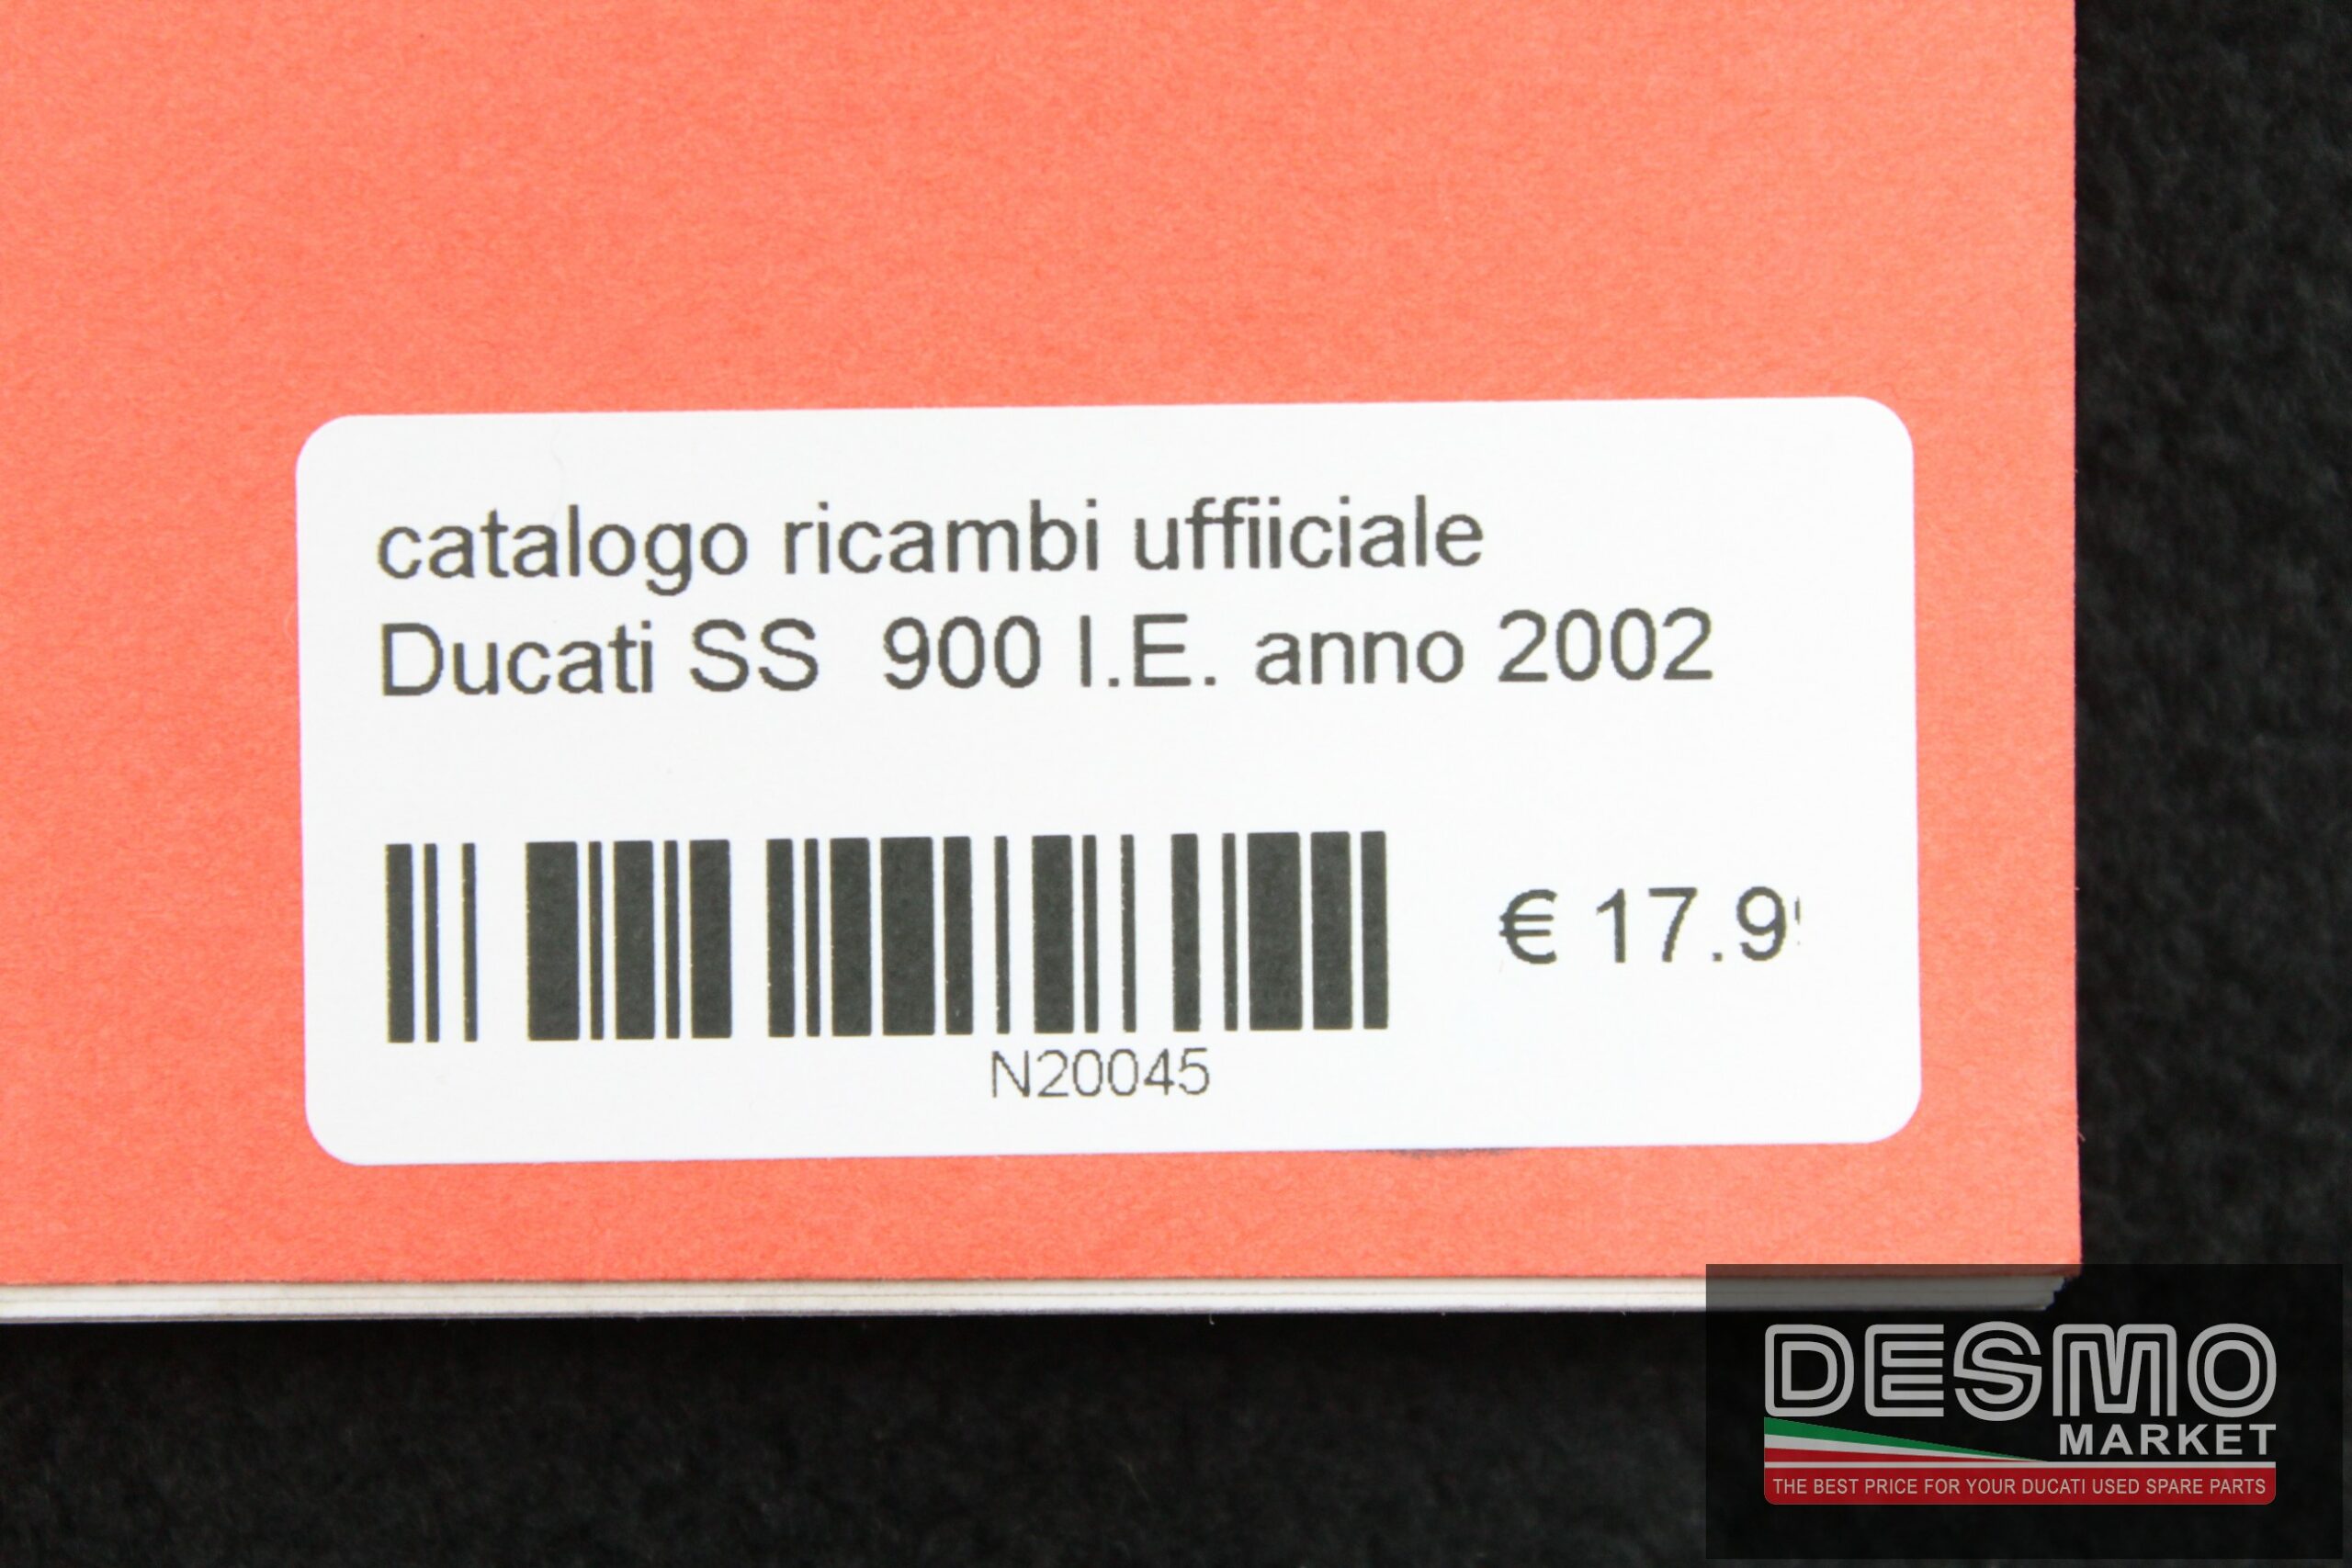 catalogo ricambi uffiiciale
Ducati SS  900 I.E. anno 2002
€ 17.9
N20045
DESMO
MARKET
THE BEST PRICE FOR YOUR DUCATI USED SPARE PARTS